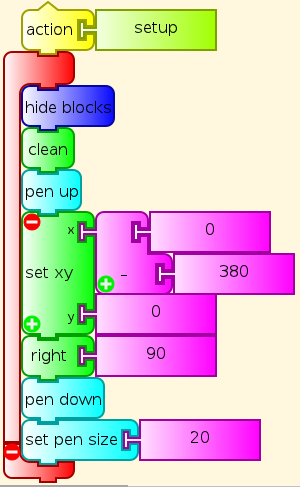 action setup
hide blocks
clean
pen up
x 0
set xy – 380
y 0
right 90
pen down
set pen size 20